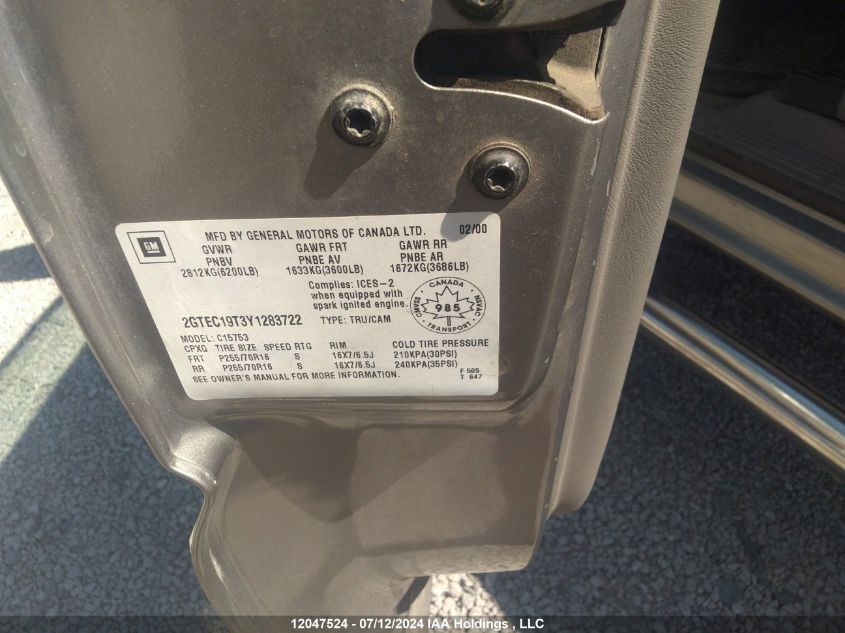 GM
MFD BY GENERAL MOTORS OF CANADA LTD. 02/00
GVWR GAWR FRT GAWR RR
PNBV PNBE AV PNBE AR
2812KG(6200LB) 1633KG(3600LB) 1672KG(3686LB)
Complies: ICES-2
when equipped with
spark ignited engine.
CANADA
985
TRANSPORT
CMVSS
NSVAC
2GTEC19T3Y1283722 TYPE: TRU/CAM
MODEL: C15753
CPXQ TIRE SIZE SPEED RTG RIM COLD TIRE PRESSURE
FRT P255/70R16 S 16X7/6.5J 210KPA(30PSI)
RR P255/70R16 S 16X7/6.5J 240KPA(35PSI)
SEE OWNER'S MANUAL FOR MORE INFORMATION.
F 585
T 647
12047524 - 07/12/2024 IAA Holdings , LLC